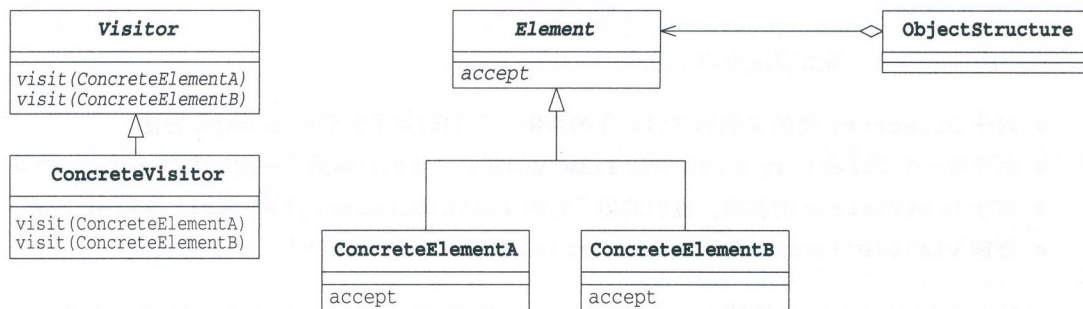 Visitor
visit(ConcreteElementA)
visit(ConcreteElementB)
ConcreteVisitor
visit(ConcreteElementA)
visit(ConcreteElementB)
Element
accept
ObjectStructure
ConcreteElementA
accept
ConcreteElementB
accept